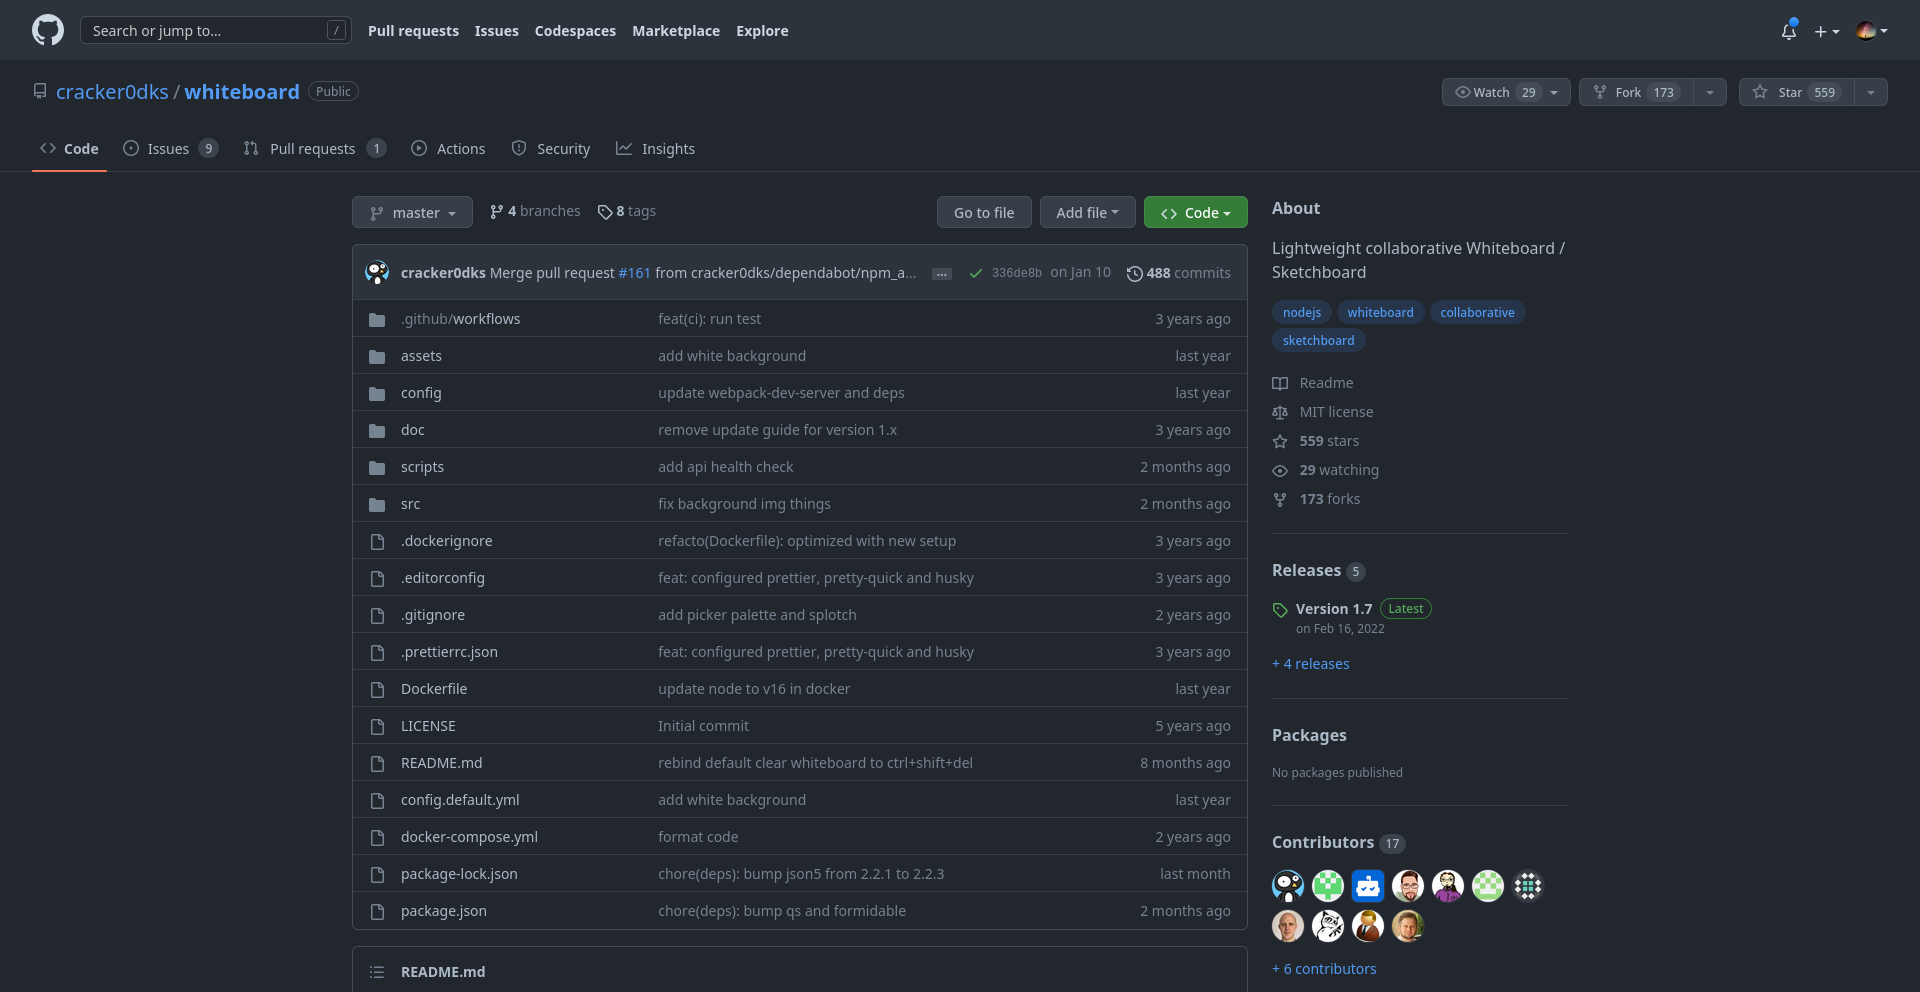 Search or jump to... /
Pull requests Issues Codespaces Marketplace Explore
cracker0dks / whiteboard Public
Watch 29 Fork 173 Star 559
Code Issues 9 Pull requests 1 Actions Security Insights
master 4 branches 8 tags Go to file Add file Code
cracker0dks Merge pull request #161 from cracker0dks/dependabot/npm_a... ... 336de8b on Jan 10 488 commits
.github/workflows feat(ci): run test 3 years ago
assets add white background last year
config update webpack-dev-server and deps last year
doc remove update guide for version 1.x 3 years ago
scripts add api health check 2 months ago
src fix background img things 2 months ago
.dockerignore refacto(Dockerfile): optimized with new setup 3 years ago
.editorconfig feat: configured prettier, pretty-quick and husky 3 years ago
.gitignore add picker palette and splotch 2 years ago
.prettierrc.json feat: configured prettier, pretty-quick and husky 3 years ago
Dockerfile update node to v16 in docker last year
LICENSE Initial commit 5 years ago
README.md rebind default clear whiteboard to ctrl+shift+del 8 months ago
config.default.yml add white background last year
docker-compose.yml format code 2 years ago
package-lock.json chore(deps): bump json5 from 2.2.1 to 2.2.3 last month
package.json chore(deps): bump qs and formidable 2 months ago
README.md
About
Lightweight collaborative Whiteboard /
Sketchboard
nodejs whiteboard collaborative
sketchboard
Readme
MIT license
559 stars
29 watching
173 forks
Releases 5
Version 1.7 Latest
on Feb 16, 2022
+ 4 releases
Packages
No packages published
Contributors 17
+ 6 contributors